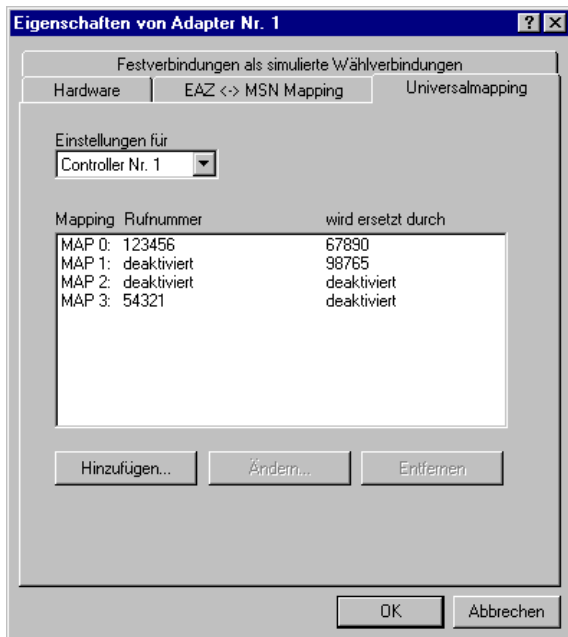 Eigenschaften von Adapter Nr. 1
Festverbindungen als simulierte Wählverbindungen
Hardware EAZ <-> MSN Mapping Universalmapping
Einstellungen für
Controller Nr. 1
Mapping Rufnummer wird ersetzt durch
MAP 0: 123456 67890
MAP 1: deaktiviert 98765
MAP 2: deaktiviert deaktiviert
MAP 3: 54321 deaktiviert
Hinzufügen... Ändern... Entfernen
OK Abbrechen